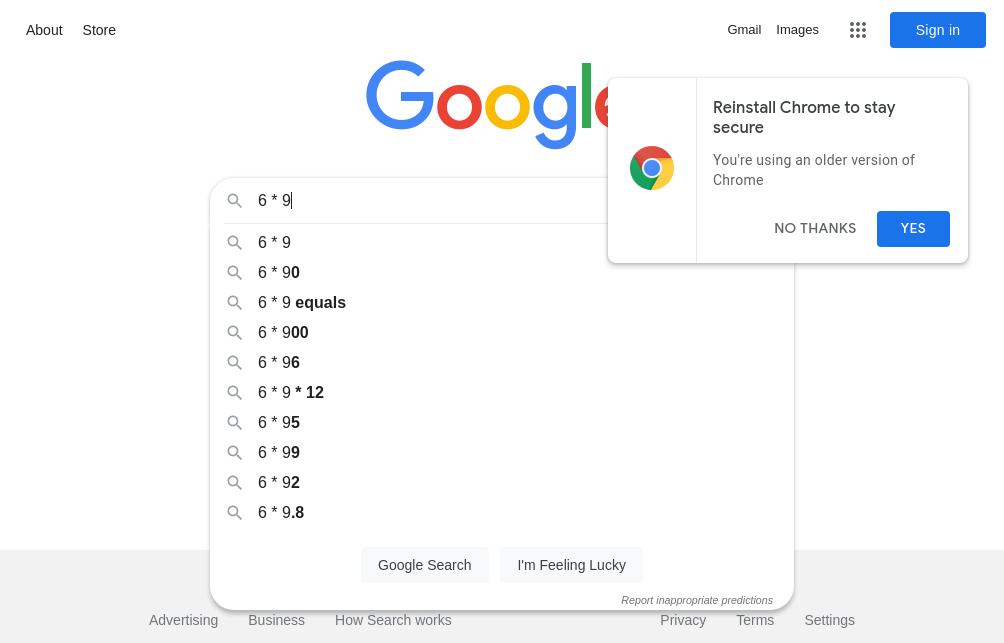 About Store
Gmail Images
Sign in
Google
Reinstall Chrome to stay
secure
You're using an older version of
Chrome
NO THANKS YES
6 * 9
6 * 9
6 * 90
6 * 9 equals
6 * 900
6 * 96
6 * 9 * 12
6 * 95
6 * 99
6 * 92
6 * 9.8
Google Search I'm Feeling Lucky
Report inappropriate predictions
Advertising Business How Search works
Privacy Terms Settings